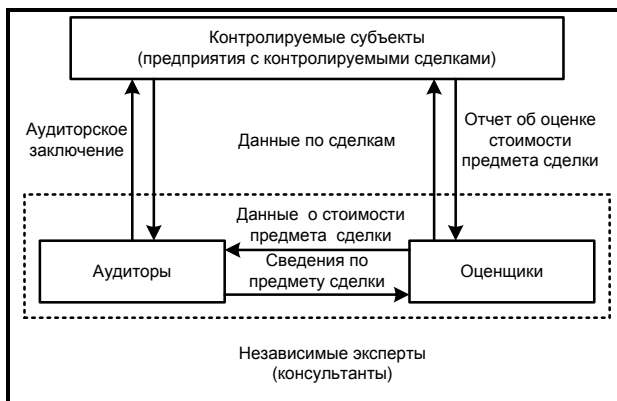 Контролируемые субъекты
(предприятия с контролируемыми сделками)
Аудиторское
заключение
Данные по сделкам
Отчет об оценке
стоимости
предмета сделки
Данные о стоимости
предмета сделки
Аудиторы
Сведения по
предмету сделки
Оценщики
Независимые эксперты
(консультанты)